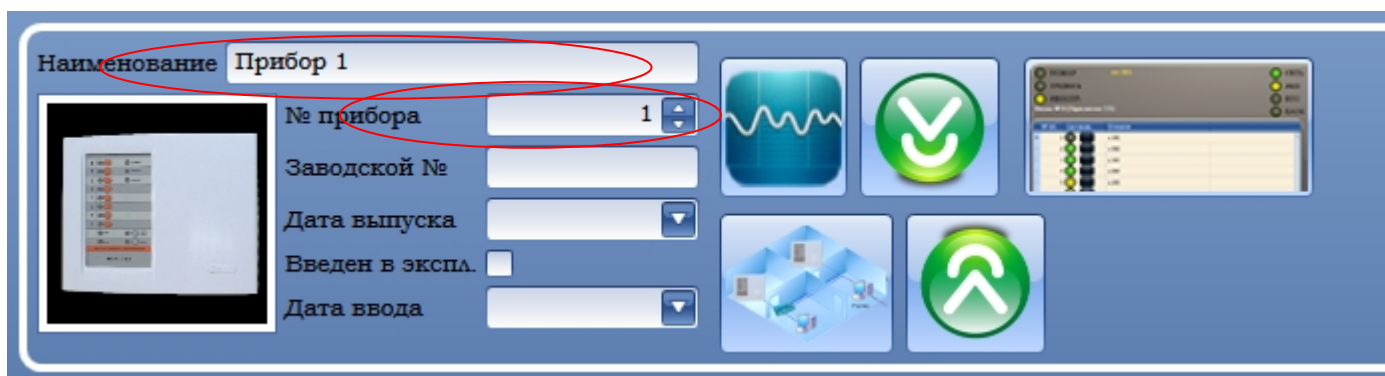 Наименование Прибор 1
№ прибора 1
Заводской №
Дата выпуска
Введен в экспл.
Дата ввода